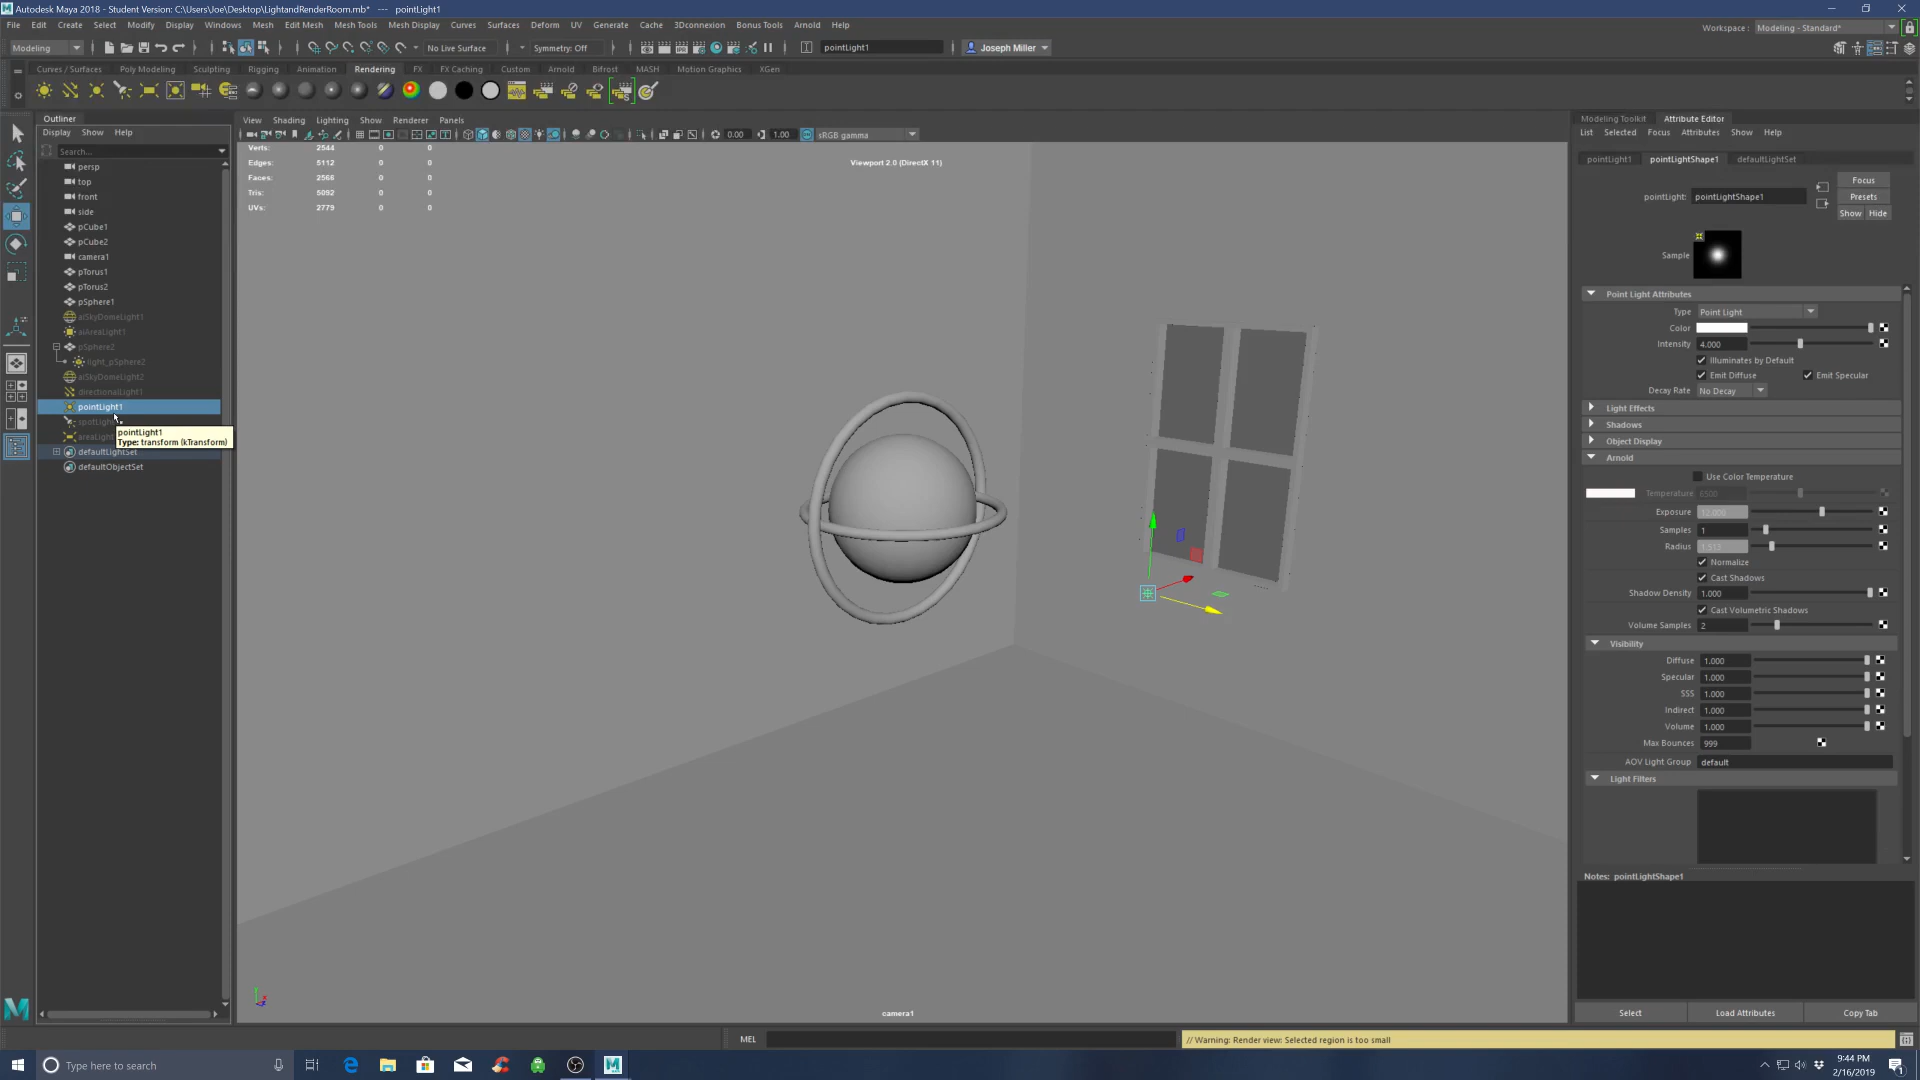 Autodesk Maya 2018 - Student Version: C:\Users\Joe\Desktop\LightandRenderRoom.mb* --- pointLight1
File Edit Create Select Modify Display Windows Mesh Edit Mesh Mesh Tools Mesh Display Curves Surfaces Deform UV Generate Cache 3Dconnexion Bonus Tools Arnold Help
Workspace : Modeling - Standard*
Modeling No Live Surface Symmetry: Off pointLight1 Joseph Miller
Curves / Surfaces Poly Modeling Sculpting Rigging Animation Rendering FX FX Caching Custom Arnold Bifrost MASH Motion Graphics XGen
Outliner
Display Show Help
Search...
persp
top
front
side
pCube1
pCube2
camera1
pTorus1
pTorus2
pSphere1
aiSkyDomeLight1
aiAreaLight1
pSphere2
light_pSphere2
aiSkyDomeLight2
directionalLight1
pointLight1
pointLight1
Type: transform (kTransform)
defaultLightSet
defaultObjectSet
View Shading Lighting Show Renderer Panels
0.00 1.00 sRGB gamma
Verts: 2544 0 0
Edges: 5112 0 0
Faces: 2566 0 0
Tris: 5092 0 0
UVs: 2779 0 0
Viewport 2.0 (DirectX 11)
camera1
Modeling Toolkit Attribute Editor
List Selected Focus Attributes Show Help
pointLight1 pointLightShape1 defaultLightSet
Focus
pointLight: pointLightShape1 Presets
Show Hide
Sample
Point Light Attributes
Type Point Light
Color
Intensity 4.000
Illuminates by Default
Emit Diffuse Emit Specular
Decay Rate No Decay
Light Effects
Shadows
Object Display
Arnold
Use Color Temperature
Temperature 6500
Exposure 12.000
Samples 1
Radius 1.513
Normalize
Cast Shadows
Shadow Density 1.000
Cast Volumetric Shadows
Volume Samples 2
Visibility
Diffuse 1.000
Specular 1.000
SSS 1.000
Indirect 1.000
Volume 1.000
Max Bounces 999
AOV Light Group default
Light Filters
Notes: pointLightShape1
Select Load Attributes Copy Tab
MEL // Warning: Render view: Selected region is too small
Type here to search
9:44 PM
2/16/2019